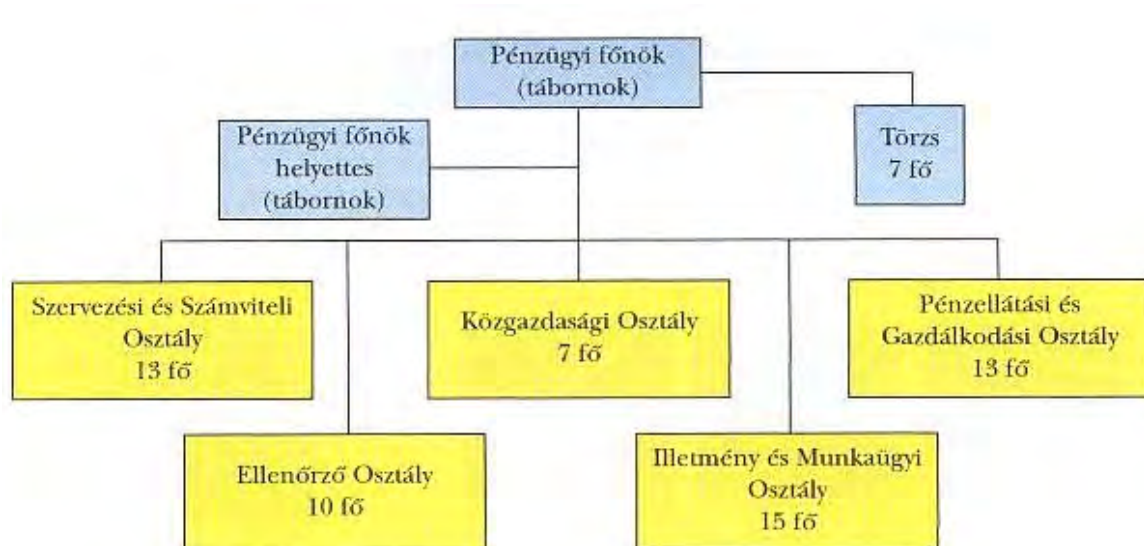 Pénzügyi főnök
(tábornok)
Pénzügyi főnök
helyettes
(tábornok)
Törzs
7 fő
Szervezési és Számviteli
Osztály
13 fő
Közgazdasági Osztály
7 fő
Pénzellátási és
Gazdálkodási Osztály
13 fő
Ellenőrző Osztály
10 fő
Illetmény és Munkaügyi
Osztály
15 fő